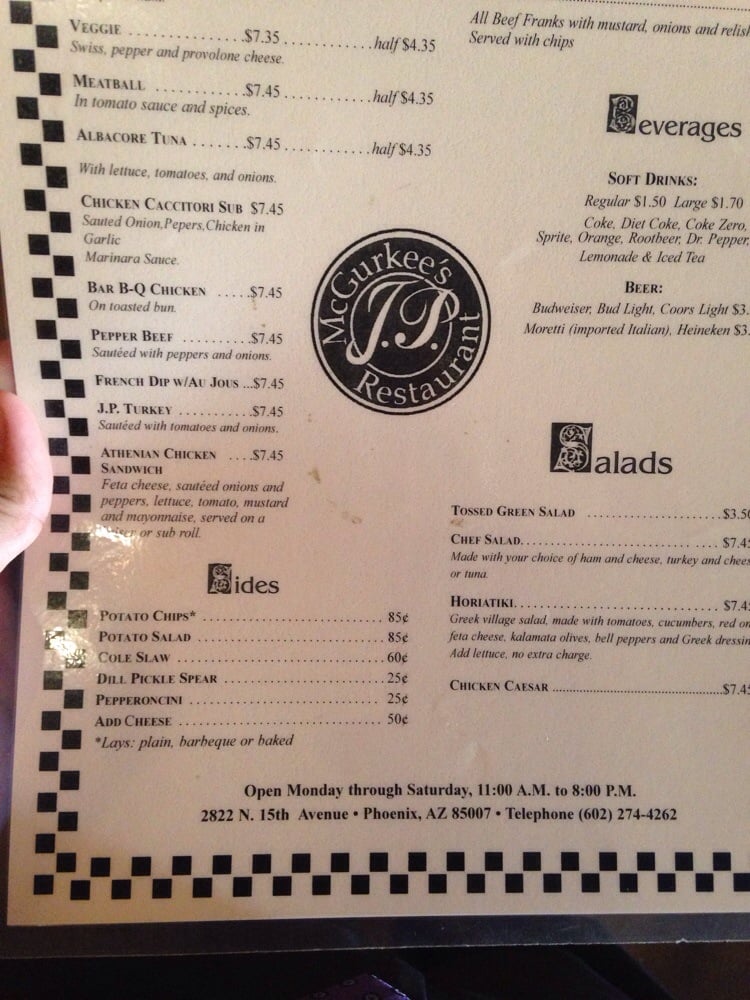 VEGGIE ............ $7.35 ............ half $4.35
Swiss, pepper and provolone cheese.
MEATBALL ............ $7.45 ............ half $4.35
In tomato sauce and spices.
ALBACORE TUNA ....... $7.45 ............ half $4.35
With lettuce, tomatoes, and onions.
CHICKEN CACCITORI SUB $7.45
Sauted Onion,Pepers,Chicken in
Garlic
Marinara Sauce.
BAR B-Q CHICKEN ..... $7.45
On toasted bun.
PEPPER BEEF .......... $7.45
Sautéed with peppers and onions.
FRENCH DIP W/AU JOUS ... $7.45
J.P. TURKEY ........... $7.45
Sautéed with tomatoes and onions.
ATHENIAN CHICKEN .... $7.45
SANDWICH
Feta cheese, sautéed onions and
peppers, lettuce, tomato, mustard
and mayonnaise, served on a
or sub roll.
Sides
POTATO CHIPS* ........................ 85¢
POTATO SALAD ........................ 85¢
COLE SLAW ........................ 60¢
DILL PICKLE SPEAR ........................ 25¢
PEPPERONCINI ........................ 25¢
ADD CHEESE ........................ 50¢
*Lays: plain, barbeque or baked
McGurkee's
J.P.
Restaurant
All Beef Franks with mustard, onions and relish
Served with chips
Beverages
SOFT DRINKS:
Regular $1.50 Large $1.70
Coke, Diet Coke, Coke Zero,
Sprite, Orange, Rootbeer, Dr. Pepper,
Lemonade & Iced Tea
BEER:
Budweiser, Bud Light, Coors Light $3.
Moretti (imported Italian), Heineken $3.
Salads
TOSSED GREEN SALAD ........................ $3.50
CHEF SALAD ........................ $7.45
Made with your choice of ham and cheese, turkey and chees
or tuna.
HORIATIKI ........................ $7.45
Greek village salad, made with tomatoes, cucumbers, red on
feta cheese, kalamata olives, bell peppers and Greek dressin
Add lettuce, no extra charge.
CHICKEN CAESAR ........................ $7.45
Open Monday through Saturday, 11:00 A.M. to 8:00 P.M.
2822 N. 15th Avenue • Phoenix, AZ 85007 • Telephone (602) 274-4262